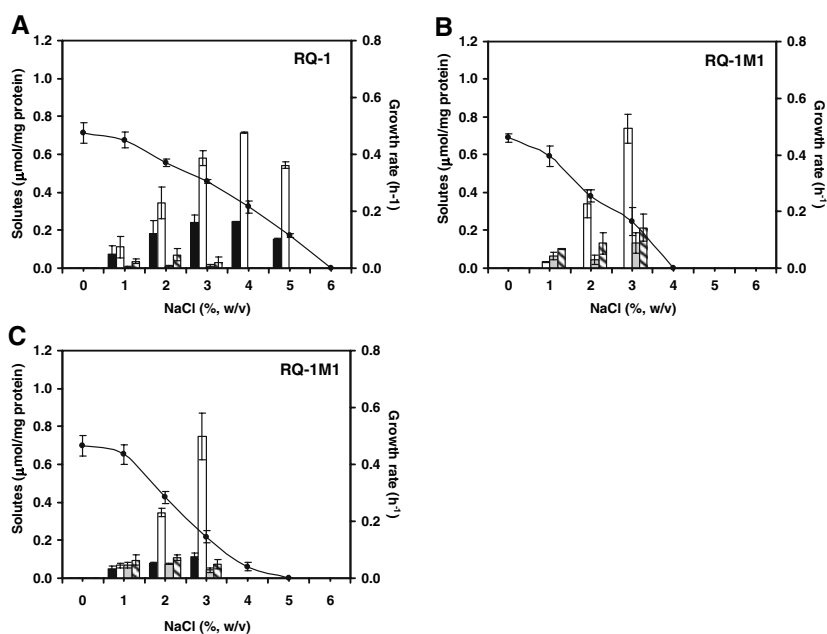 A
RQ-1
Solutes (μmol/mg protein)
1.2
1.0
0.8
0.6
0.4
0.2
0.0
0.8
0.6
0.4
0.2
0.0
Growth rate (h-1)
0 1 2 3 4 5 6
NaCl (%, w/v)
B
RQ-1M1
Solutes (μmol/mg protein)
1.2
1.0
0.8
0.6
0.4
0.2
0.0
0.8
0.6
0.4
0.2
0.0
Growth rate (h⁻¹)
0 1 2 3 4 5 6
NaCl (%, w/v)
C
RQ-1M1
Solutes (μmol/mg protein)
1.2
1.0
0.8
0.6
0.4
0.2
0.0
0.8
0.6
0.4
0.2
0.0
Growth rate (h⁻¹)
0 1 2 3 4 5 6
NaCl (%, w/v)